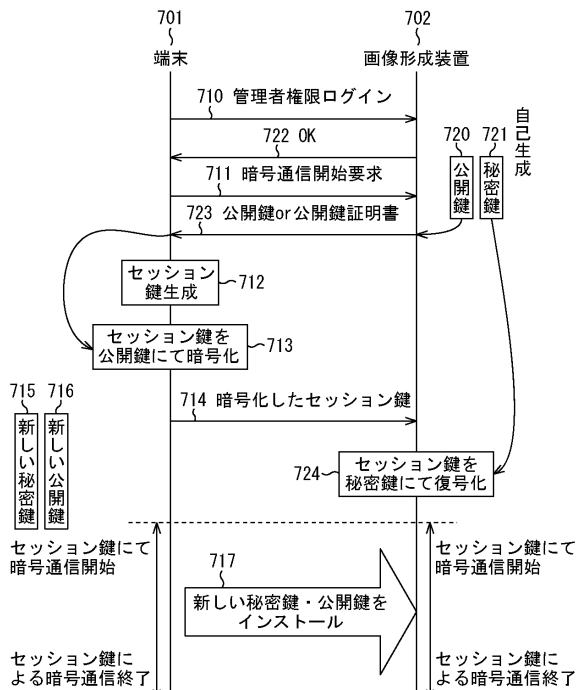 701
端末
702
画像形成装置
710 管理者権限ログイン
722 OK
711 暗号通信開始要求
723 公開鍵or公開鍵証明書
720
公開鍵
721
秘密鍵
自己生成
セッション
鍵生成
712
セッション鍵を
公開鍵にて暗号化
713
714 暗号化したセッション鍵
715
新しい秘密鍵
716
新しい公開鍵
724
セッション鍵を
秘密鍵にて復号化
セッション鍵にて
暗号通信開始
セッション鍵にて
暗号通信開始
717
新しい秘密鍵・公開鍵を
インストール
セッション鍵に
よる暗号通信終了
セッション鍵に
よる暗号通信終了